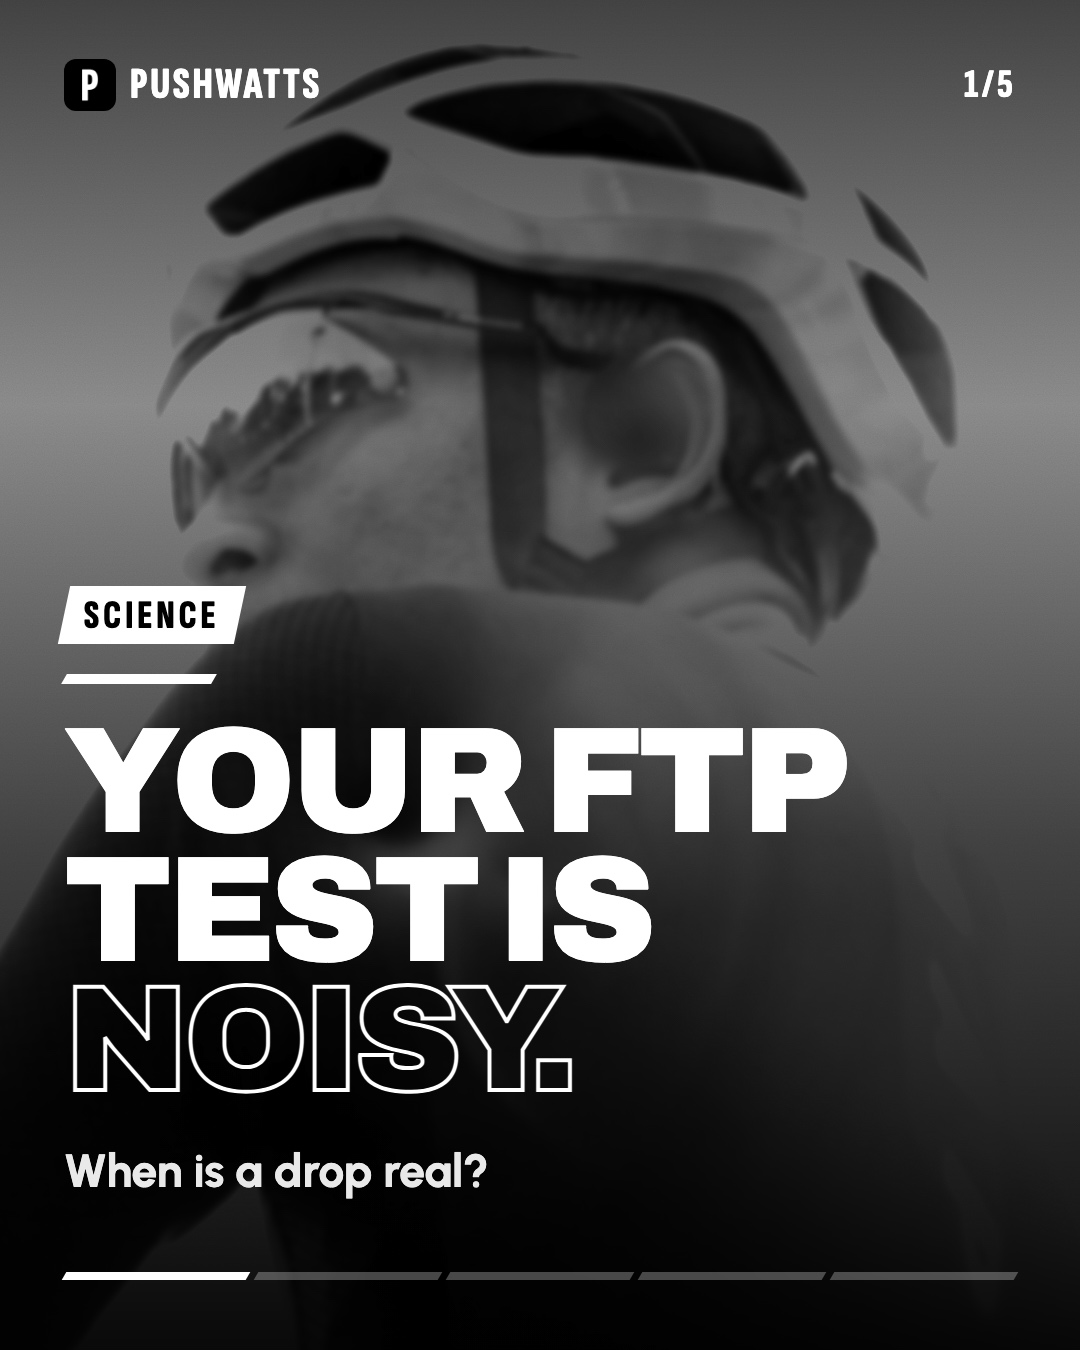 P PUSHWATTS
1/5
SCIENCE
YOUR FTP
TEST IS
NOISY.
When is a drop real?